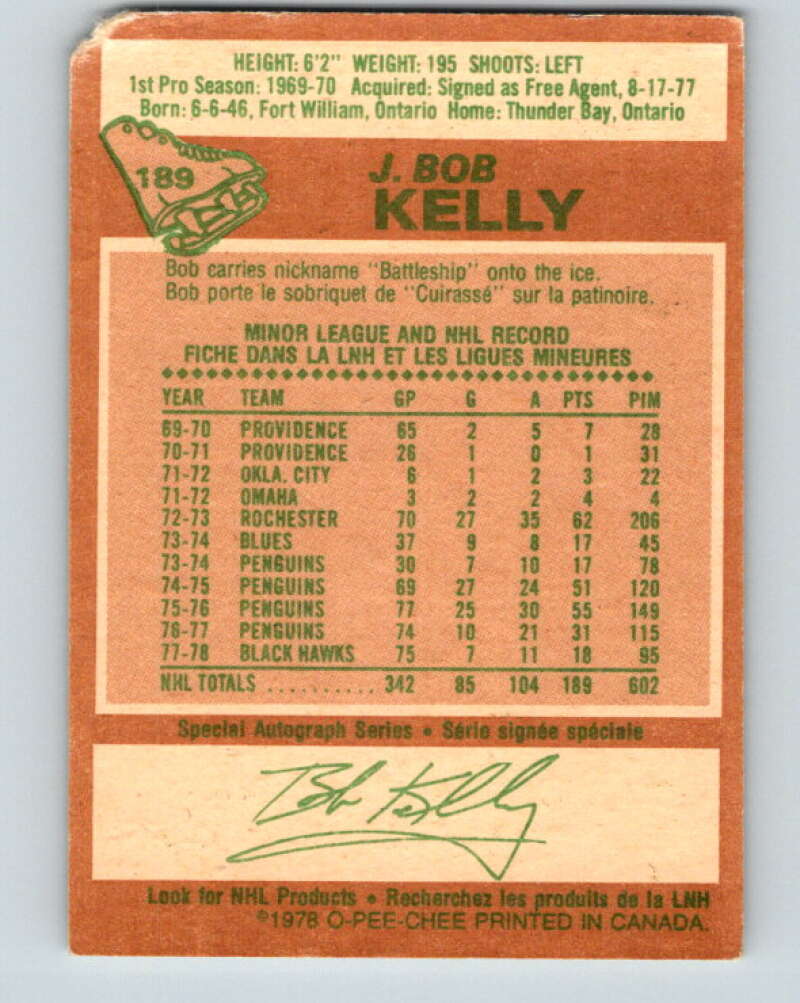 HEIGHT: 6'2" WEIGHT: 195 SHOOTS: LEFT
1st Pro Season: 1969-70 Acquired: Signed as Free Agent, 8-17-77
Born: 6-6-46, Fort William, Ontario Home: Thunder Bay, Ontario
189
J. BOB
KELLY
Bob carries nickname "Battleship" onto the ice.
Bob porte le sobriquet de "Cuirassé" sur la patinoire.
MINOR LEAGUE AND NHL RECORD
FICHE DANS LA LNH ET LES LIGUES MINEURES
YEAR TEAM GP G A PTS PIM
69-70 PROVIDENCE 65 2 5 7 28
70-71 PROVIDENCE 26 1 0 1 31
71-72 OKLA. CITY 6 1 2 3 22
71-72 OMAHA 3 2 2 4 4
72-73 ROCHESTER 70 27 35 62 206
73-74 BLUES 37 9 8 17 45
73-74 PENGUINS 30 7 10 17 78
74-75 PENGUINS 69 27 24 51 120
75-76 PENGUINS 77 25 30 55 149
76-77 PENGUINS 74 10 21 31 115
77-78 BLACK HAWKS 75 7 11 18 95
NHL TOTALS .......... 342 85 104 189 602
Special Autograph Series • Série signée spéciale
Bob Kelly
Look for NHL Products • Recherchez les produits de la LNH
©1978 O-PEE-CHEE PRINTED IN CANADA.